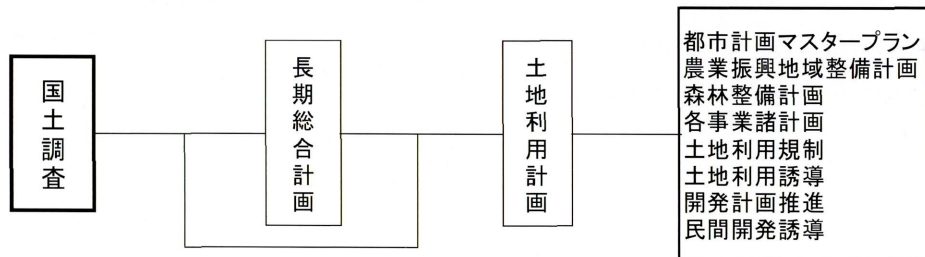 国土調査
長期総合計画
土地利用計画
都市計画マスタープラン
農業振興地域整備計画
森林整備計画
各事業諸計画
土地利用規制
土地利用誘導
開発計画推進
民間開発誘導